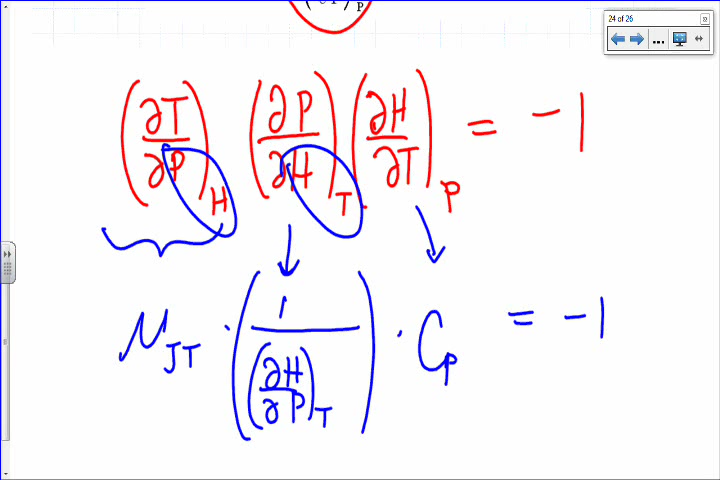 24 of 26
(∂T/∂P)_H (∂P/∂H)_T (∂H/∂T)_P = -1
μ_JT · (1/(∂H/∂P)_T) · C_P = -1